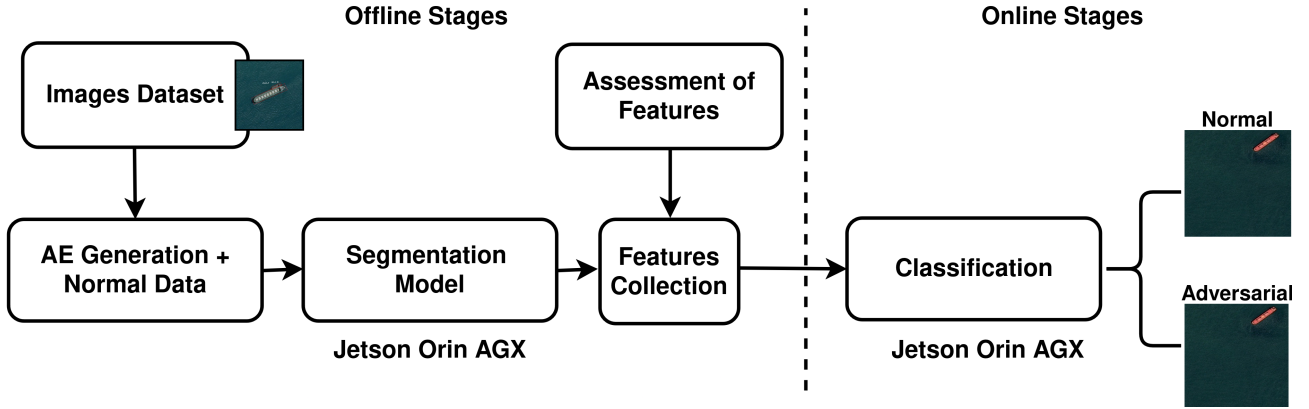 Offline Stages
Online Stages
Images Dataset
Assessment of
Features
AE Generation +
Normal Data
Segmentation
Model
Features
Collection
Classification
Jetson Orin AGX
Jetson Orin AGX
Normal
Adversarial